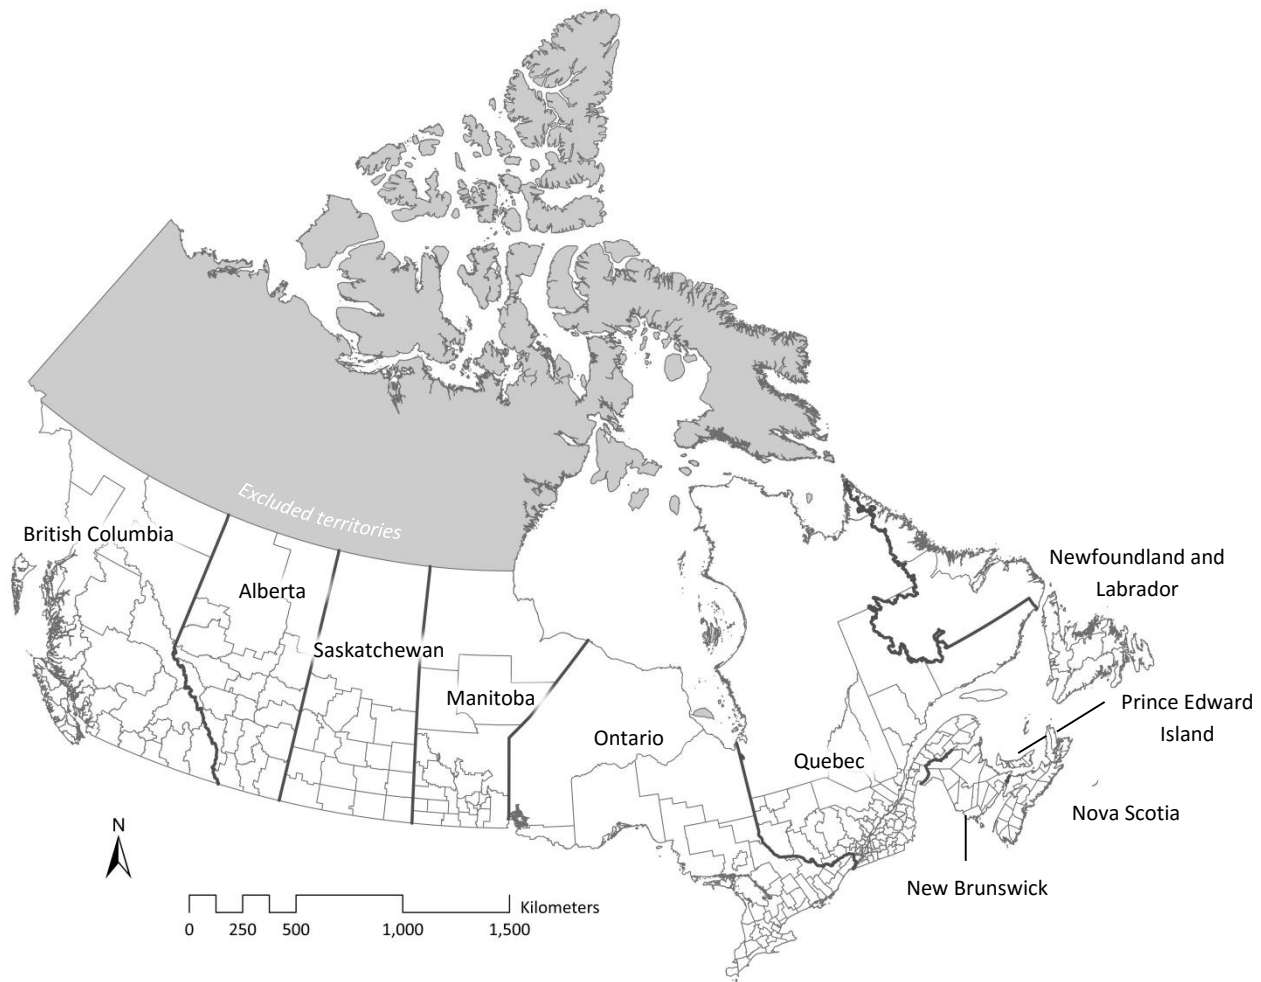 Excluded territories
British Columbia
Alberta
Saskatchewan
Manitoba
Ontario
Quebec
Newfoundland and
Labrador
Prince Edward
Island
Nova Scotia
New Brunswick
N
Kilometers
0 250 500 1,000 1,500